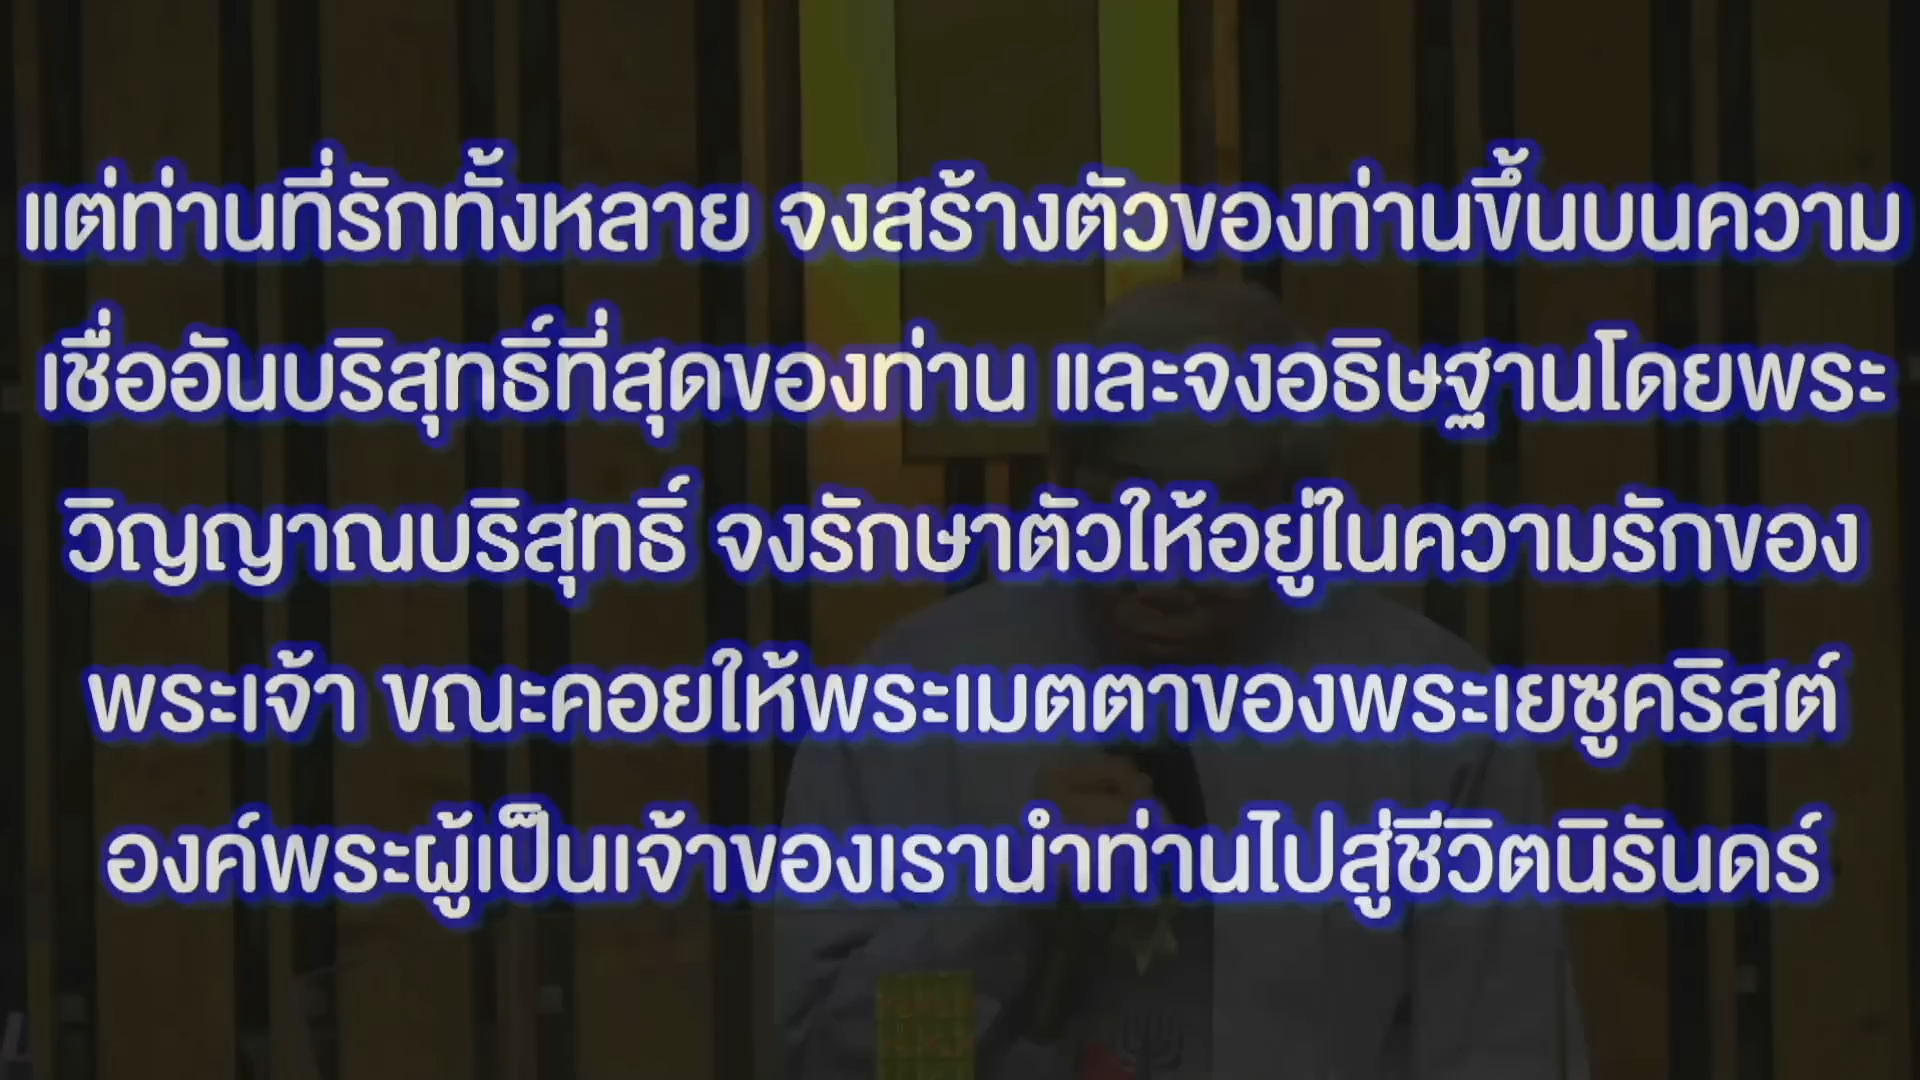 แต่ท่านที่รักทั้งหลาย จงสร้างตัวของท่านขึ้นบนความ
เชื่ออันบริสุทธิ์ที่สุดของท่าน และจงอธิษฐานโดยพระ
วิญญาณบริสุทธิ์ จงรักษาตัวให้อยู่ในความรักของ
พระเจ้า ขณะคอยให้พระเมตตาของพระเยซูคริสต์
องค์พระผู้เป็นเจ้าของเรานำท่านไปสู่ชีวิตนิรันดร์